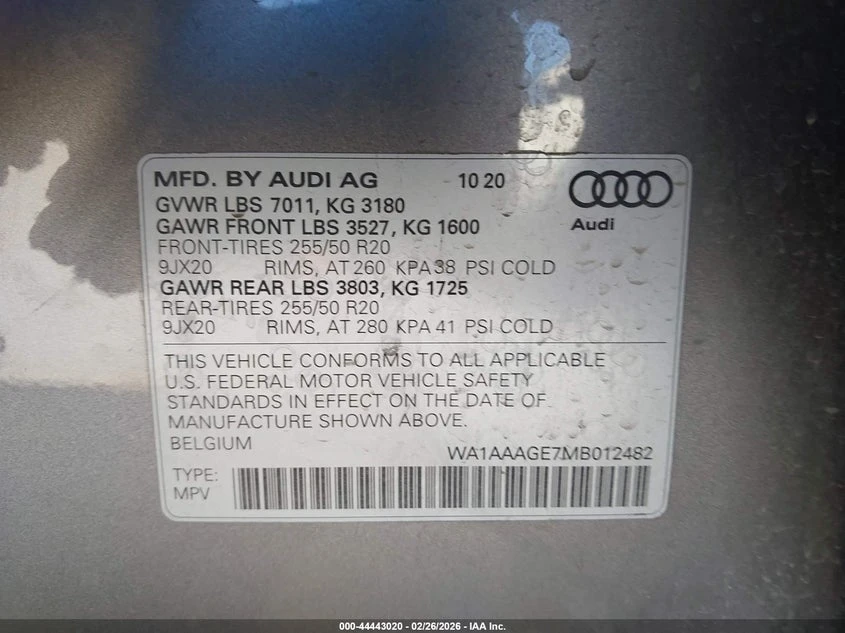 MFD. BY AUDI AG 10 20
GVWR LBS 7011, KG 3180
GAWR FRONT LBS 3527, KG 1600
Audi
FRONT-TIRES 255/50 R20
9JX20 RIMS, AT 260 KPA 38 PSI COLD
GAWR REAR LBS 3803, KG 1725
REAR-TIRES 255/50 R20
9JX20 RIMS, AT 280 KPA 41 PSI COLD
THIS VEHICLE CONFORMS TO ALL APPLICABLE
U.S. FEDERAL MOTOR VEHICLE SAFETY
STANDARDS IN EFFECT ON THE DATE OF
MANUFACTURE SHOWN ABOVE.
BELGIUM
WA1AAAGE7MB012482
TYPE:
MPV
000-44443020 - 02/26/2026 - IAA Inc.